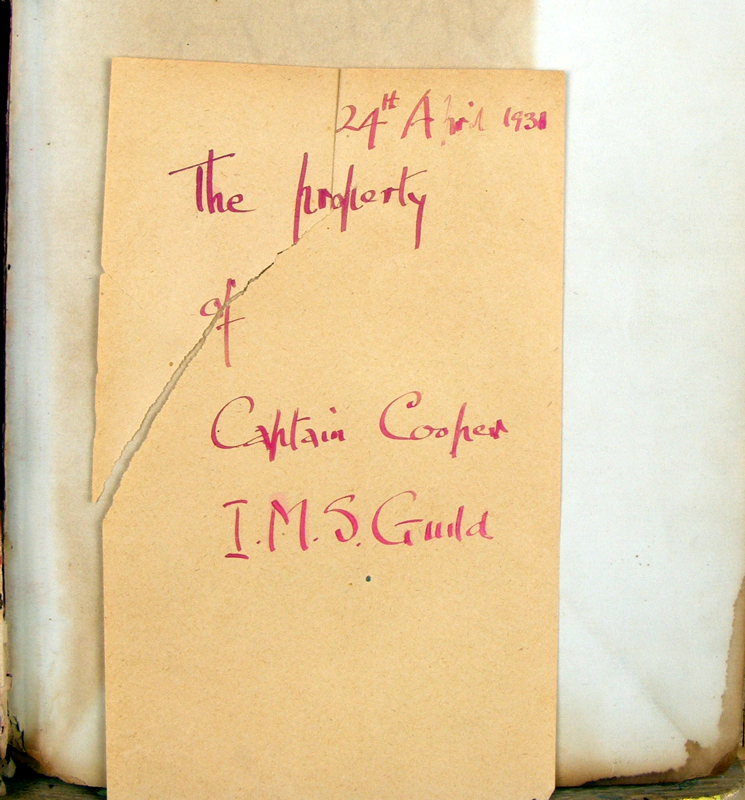 24th April 1931
The property
of
Captain Cooper
I.M.S. Guild